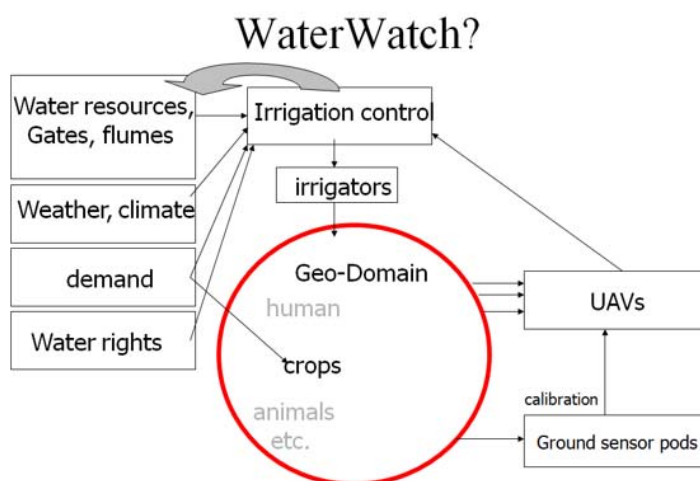 WaterWatch?
Water resources,
Gates, flumes
Irrigation control
irrigators
Weather, climate
demand
Water rights
Geo-Domain
human
crops
animals
etc.
UAVs
calibration
Ground sensor pods